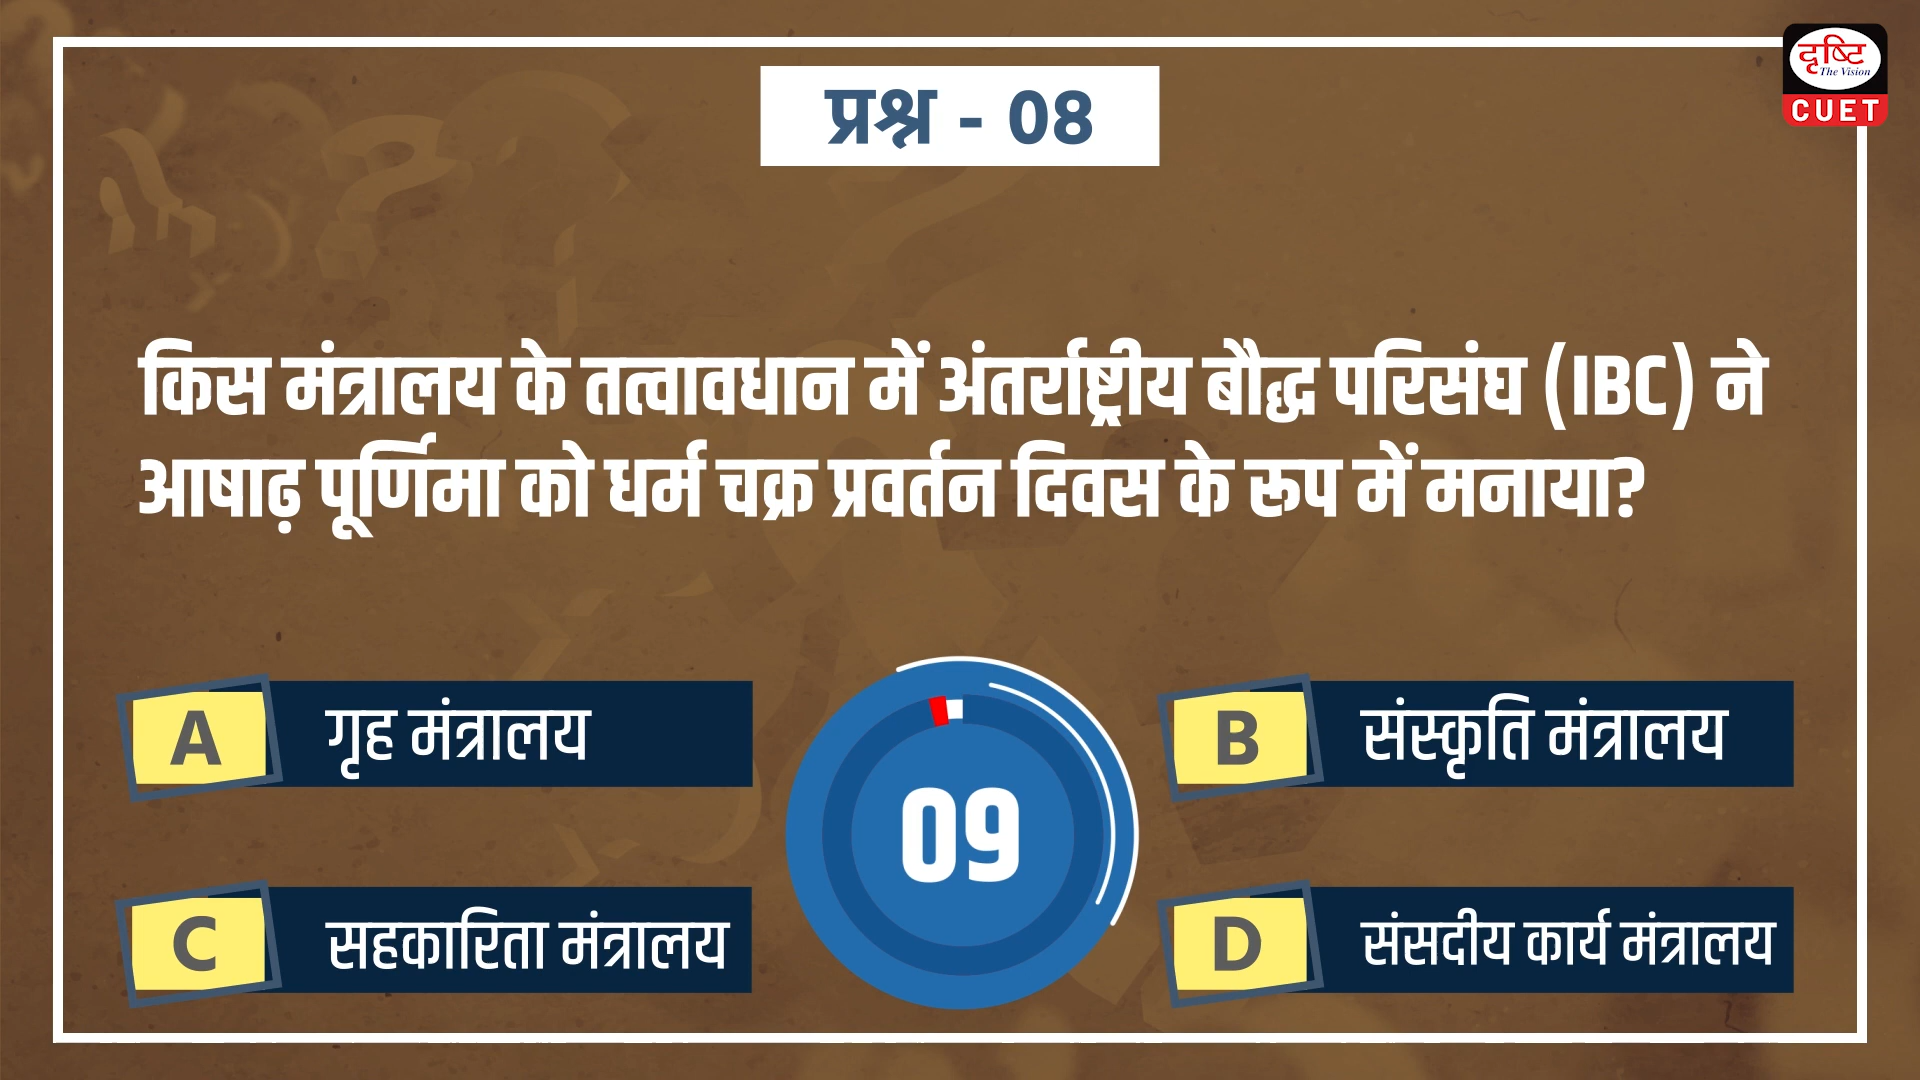 दृष्टि
The Vision
CUET
प्रश्न - 08
किस मंत्रालय के तत्वावधान में अंतर्राष्ट्रीय बौद्ध परिसंघ (IBC) ने
आषाढ़ पूर्णिमा को धर्म चक्र प्रवर्तन दिवस के रूप में मनाया?
A गृह मंत्रालय
B संस्कृति मंत्रालय
09
C सहकारिता मंत्रालय
D संसदीय कार्य मंत्रालय